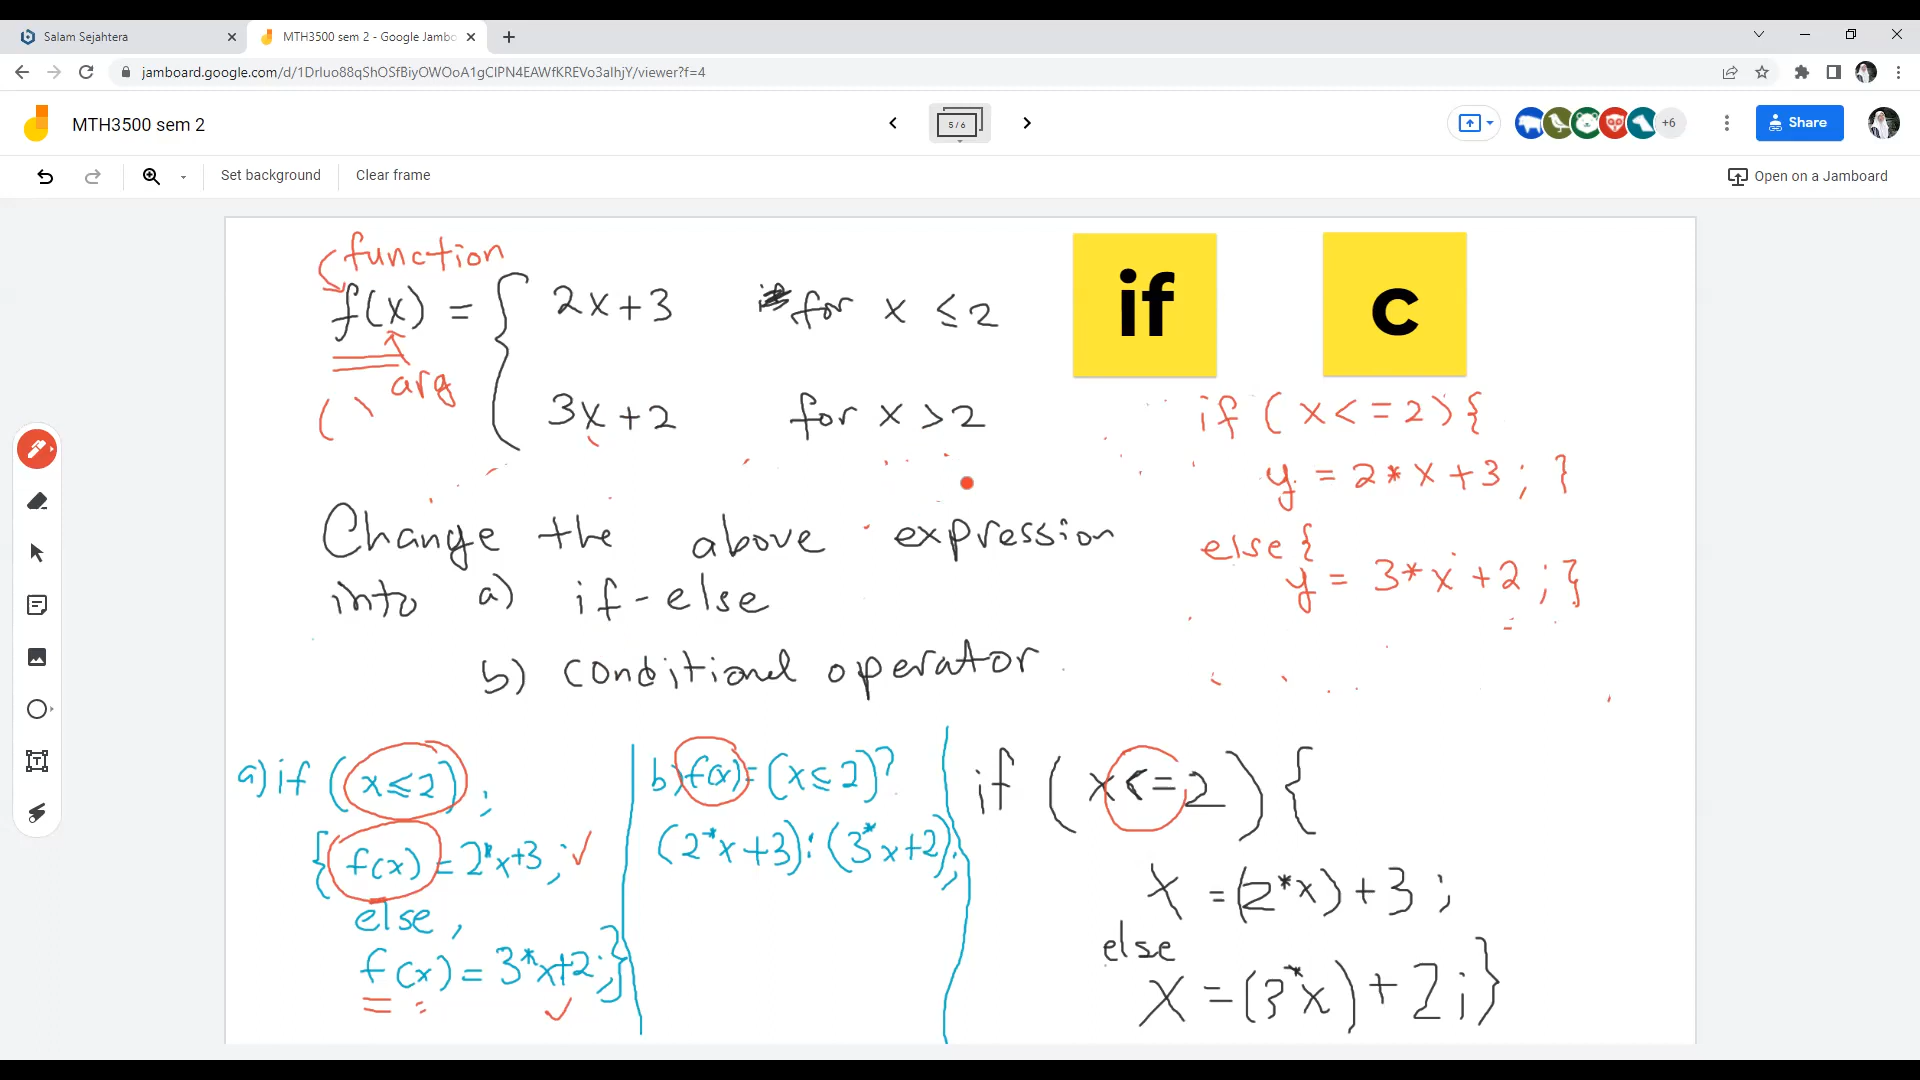 Salam Sejahtera
MTH3500 sem 2 - Google Jambo
jamboard.google.com/d/1Drluo88qShOSfBiyOWOoA1gClPN4EAWfKREVo3alhjY/viewer?f=4
MTH3500 sem 2
5 / 6
+6
Share
Set background
Clear frame
Open on a Jamboard
function
f(x) = { 2x+3 for x ≤ 2
3x+2 for x > 2
arg
( )
if
c
if ( x < = 2 ) {
y = 2 * x + 3 ; }
else {
y = 3 * x + 2 ; }
Change the above expression
into a) if - else
b) conditional operator
a) if ( x ≤ 2 ) ;
{ f(x) = 2*x+3 ;
else ,
f(x) = 3*x+2 ; }
b) f(x) = (x ≤ 2) ?
(2*x+3) : (3*x+2) ;
if ( x <= 2 ) {
X = (2*x) + 3 ;
else
X = (3*x) + 2 ; }